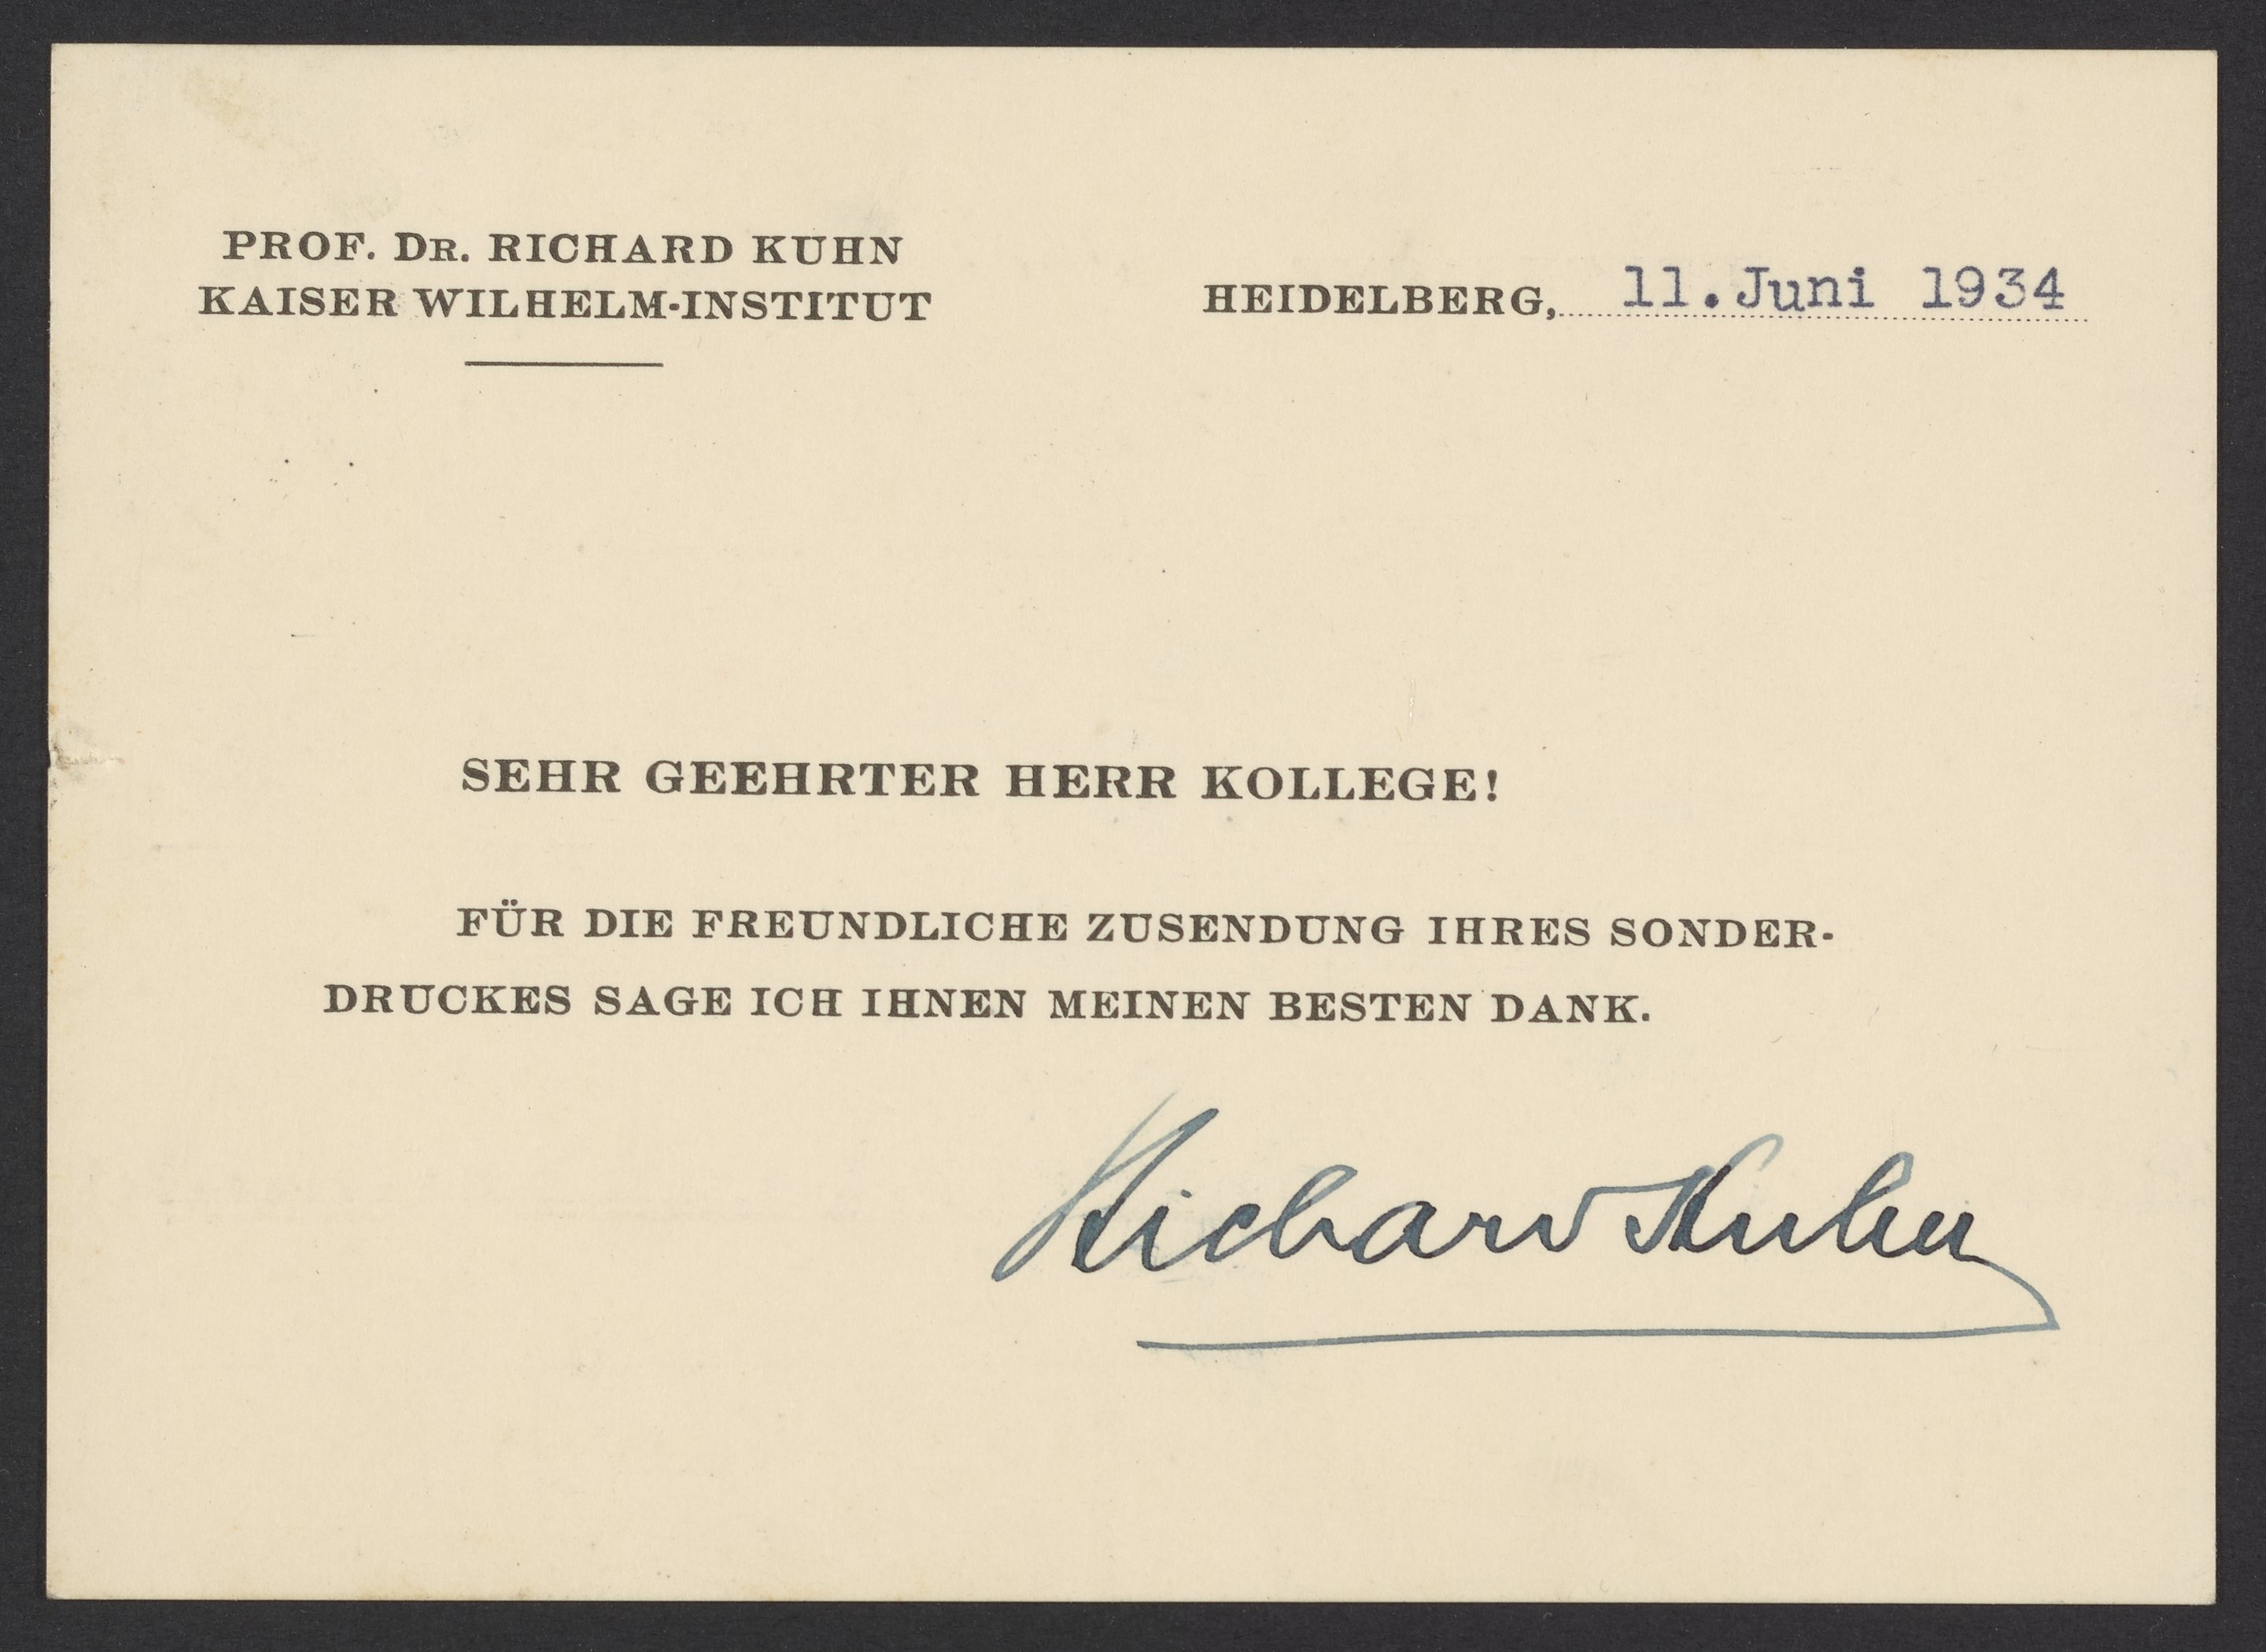 PROF. DR. RICHARD KUHN
KAISER WILHELM-INSTITUT
HEIDELBERG, 11.Juni 1934
SEHR GEEHRTER HERR KOLLEGE!
FÜR DIE FREUNDLICHE ZUSENDUNG IHRES SONDER-
DRUCKES SAGE ICH IHNEN MEINEN BESTEN DANK.
Richard Kuhn